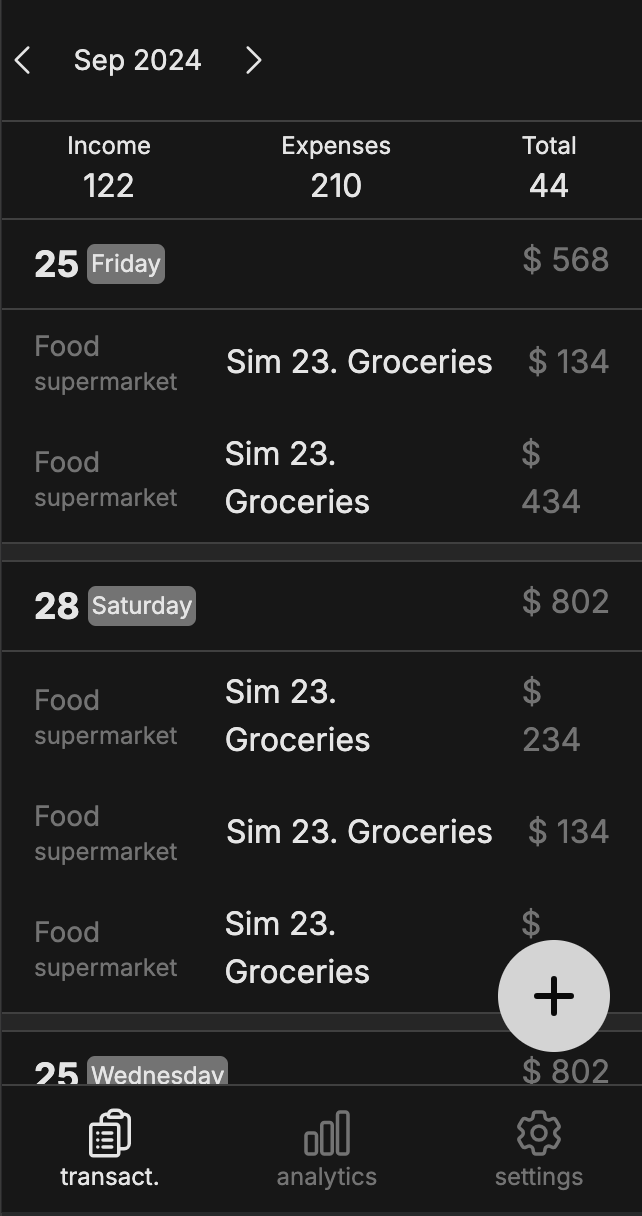 Sep 2024
Income Expenses Total
122 210 44
25 Friday $ 568
Food
supermarket
Sim 23. Groceries $ 134
Food
supermarket
Sim 23.
Groceries
$
434
28 Saturday $ 802
Food
supermarket
Sim 23.
Groceries
$
234
Food
supermarket
Sim 23. Groceries $ 134
Food
supermarket
Sim 23.
Groceries
$
+
25 Wednesday $ 802
transact. analytics settings